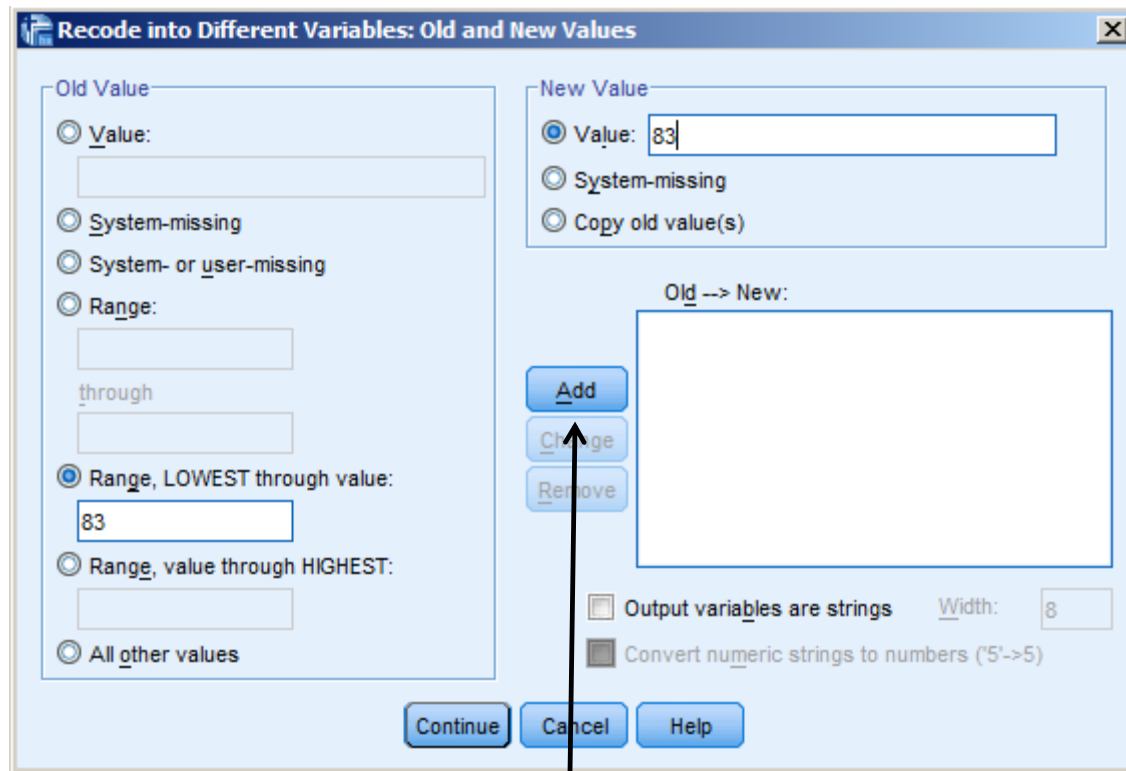 Recode into Different Variables: Old and New Values
Old Value
Value:
System-missing
System- or user-missing
Range:
through
Range, LOWEST through value:
83
Range, value through HIGHEST:
All other values
New Value
Value: 83
System-missing
Copy old value(s)
Old --> New:
Add
Change
Remove
Output variables are strings Width: 8
Convert numeric strings to numbers ('5'->5)
Continue Cancel Help